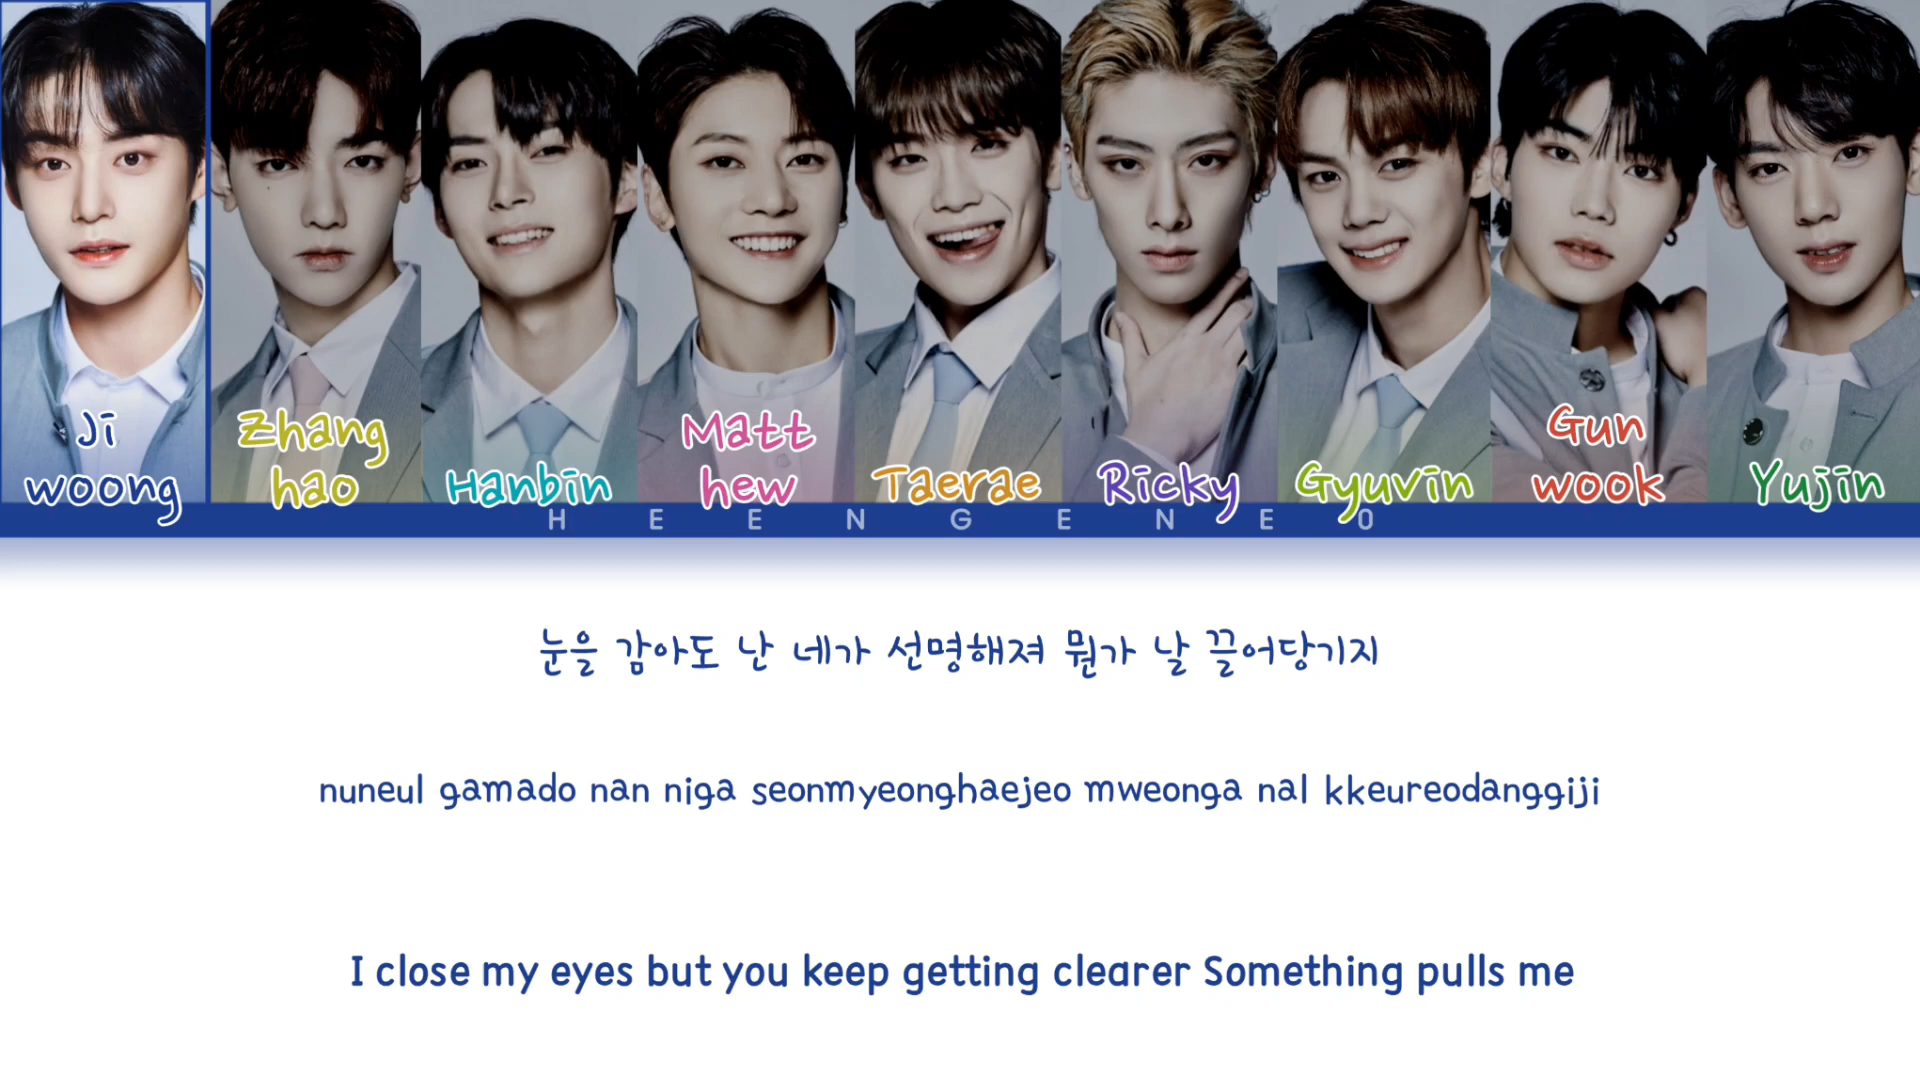 Ji
woong
Zhang
hao
Hanbin
Matt
hew
Taerae
Ricky
Gyuvin
Gun
wook
Yujin
HEENGENE0
눈을 감아도 난 네가 선명해져 뭔가 날 끌어당기지
nuneul gamado nan niga seonmyeonghaejeo mweonga nal kkeureodanggiji
I close my eyes but you keep getting clearer Something pulls me